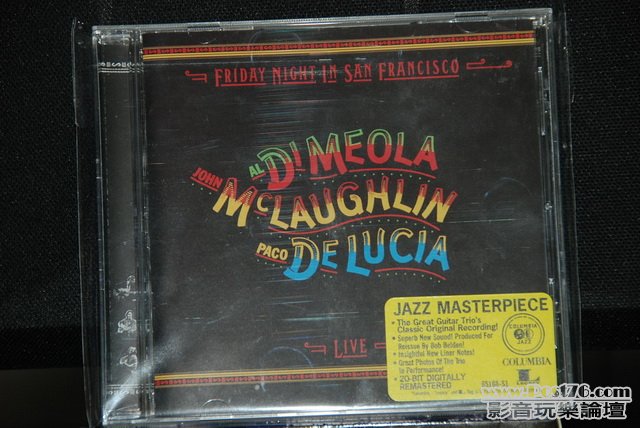 FRIDAY NIGHT IN SAN FRANCISCO
AL DI MEOLA
JOHN MCLAUGHLIN
PACO DE LUCIA
LIVE
JAZZ MASTERPIECE
• The Great Guitar Trio's
Classic Original Recording!
• Superb New Sound! Produced For
Reissue By Bob Belden!
• Insightful New Liner Notes!
• Great Photos Of The Trio
In Performance!
• 20-BIT DIGITALLY
REMASTERED
COLUMBIA
JAZZ
COLUMBIA
影音玩樂論壇